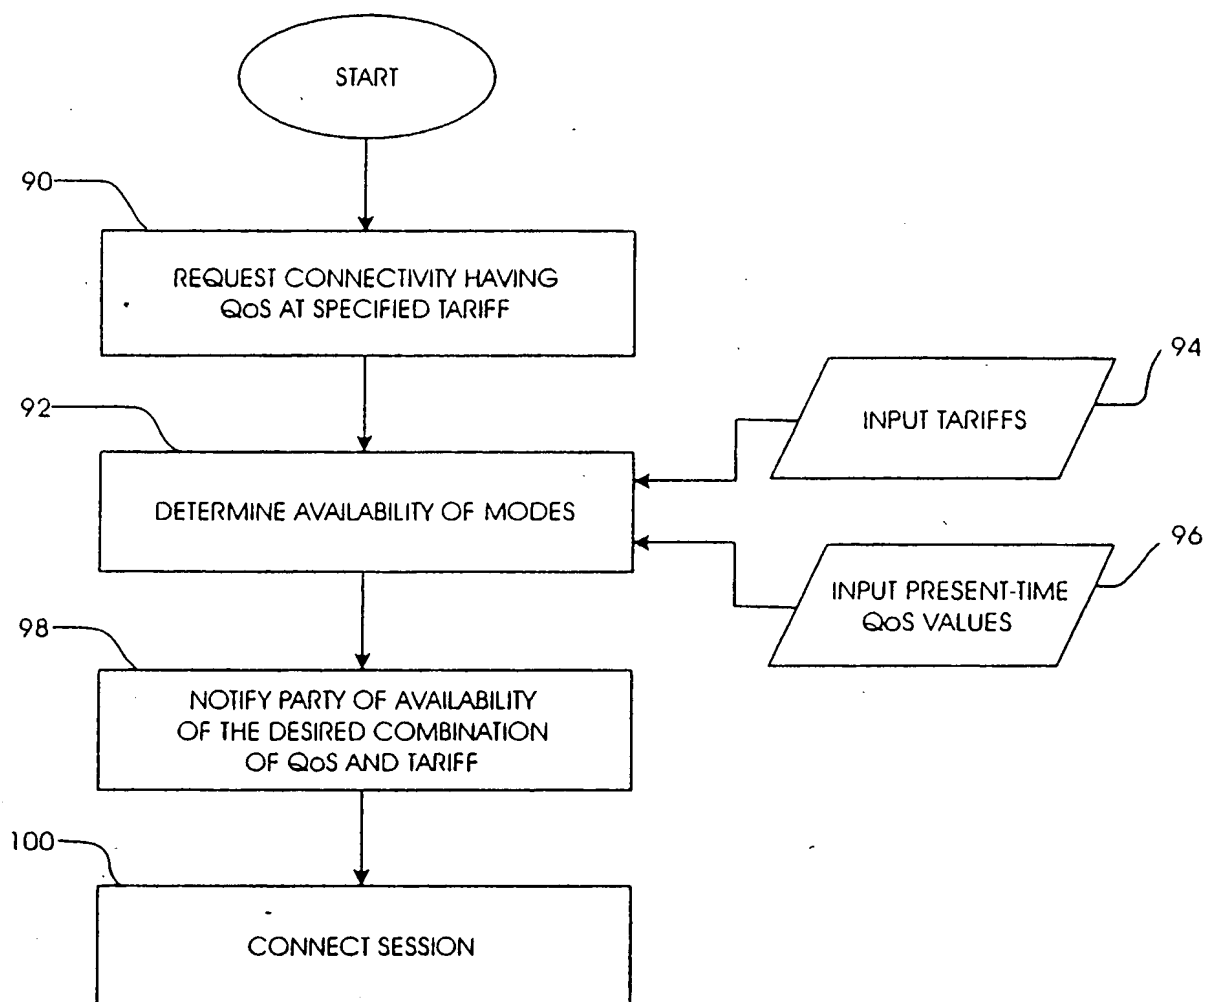 START
90
REQUEST CONNECTIVITY HAVING
QoS AT SPECIFIED TARIFF
94
92
INPUT TARIFFS
DETERMINE AVAILABILITY OF MODES
96
INPUT PRESENT-TIME
QoS VALUES
98
NOTIFY PARTY OF AVAILABILITY
OF THE DESIRED COMBINATION
OF QoS AND TARIFF
100
CONNECT SESSION